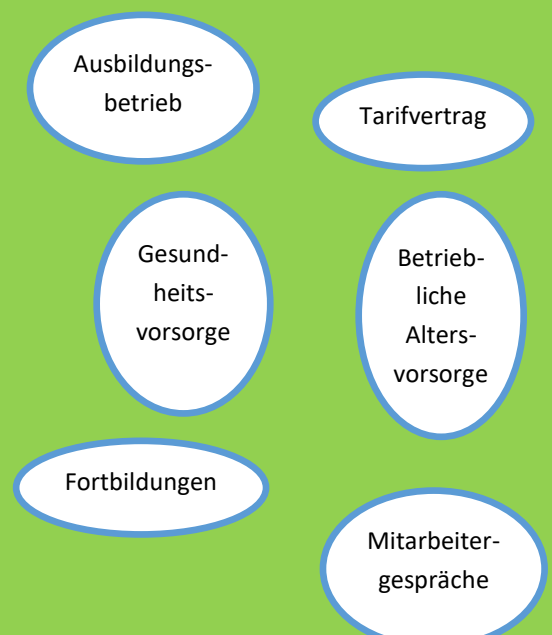 Ausbildungs-
betrieb
Tarifvertrag
Gesund-
heits-
vorsorge
Betrieb-
liche
Alters-
vorsorge
Fortbildungen
Mitarbeiter-
gespräche